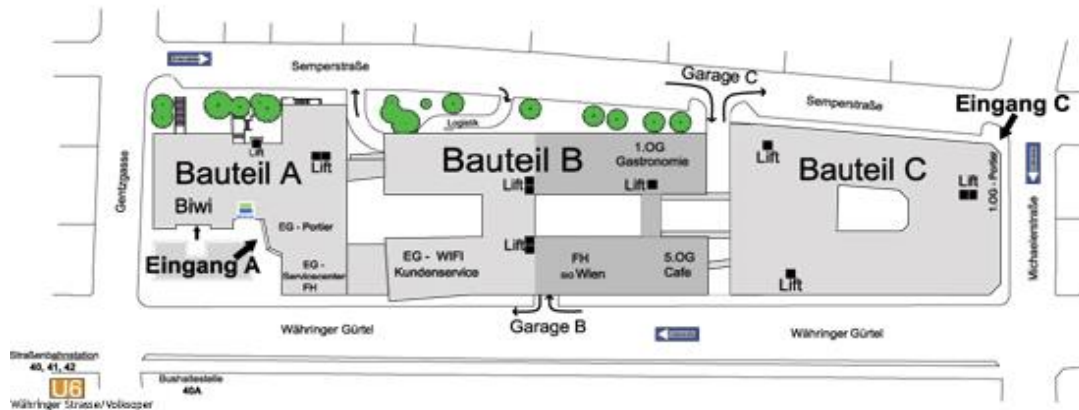 Semperstraße
Garage C
Semperstraße
Eingang C
Gentzgasse
Lift
Lift
Bauteil A
Biwi
EG - Portier
Eingang A
EG -
Servicecenter
FH
Logistik
Bauteil B
1.OG
Gastronomie
Lift
Lift
Lift
EG - WIFI
Kundenservice
FH
BKO Wien
5.OG
Cafe
Lift
Bauteil C
Lift
1.OG - Portier
Lift
Michaelerstraße
Währinger Gürtel
Garage B
Währinger Gürtel
Straßenbahnstation
40, 41, 42
U6
Währinger Strasse/Volksoper
Bushaltestelle
40A